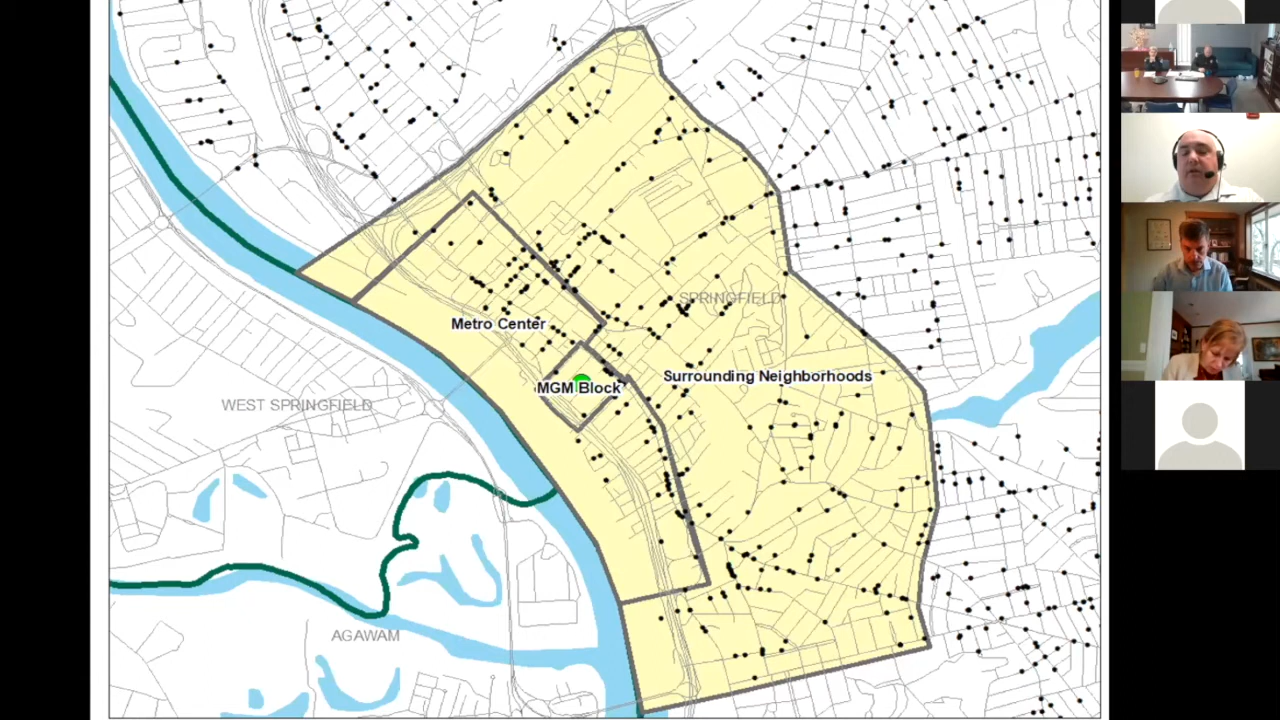 SPRINGFIELD
Metro Center
Surrounding Neighborhoods
MGM Block
WEST SPRINGFIELD
AGAWAM